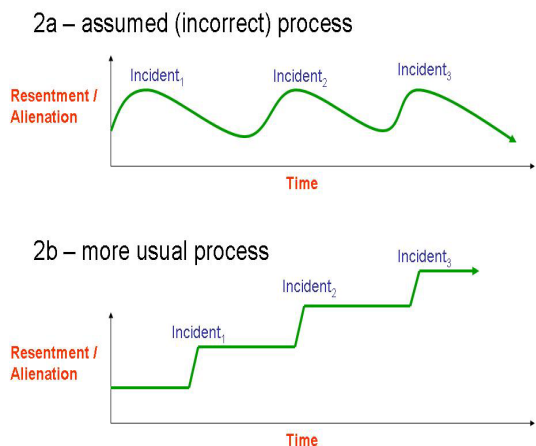 2a – assumed (incorrect) process
Incident1
Incident2
Incident3
Resentment /
Alienation
Time
2b – more usual process
Incident3
Incident2
Incident1
Resentment /
Alienation
Time